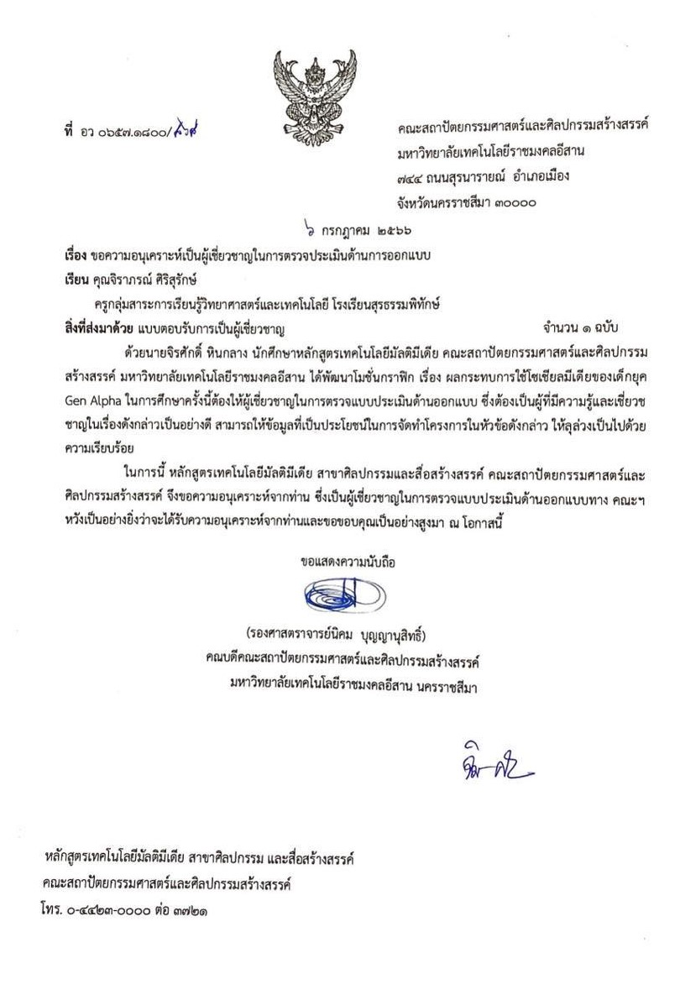 ที่ อว ๐๖๕๗.๑๘๐๐/
คณะสถาปัตยกรรมศาสตร์และศิลปกรรมสร้างสรรค์
มหาวิทยาลัยเทคโนโลยีราชมงคลอีสาน
๗๔๔ ถนนสุรนารายณ์ อำเภอเมือง
จังหวัดนครราชสีมา ๓๐๐๐๐
๖ กรกฎาคม ๒๕๖๖
เรื่อง ขอความอนุเคราะห์เป็นผู้เชี่ยวชาญในการตรวจประเมินด้านการออกแบบ
เรียน คุณจิราภรณ์ ศิริสุรักษ์
ครูกลุ่มสาระการเรียนรู้วิทยาศาสตร์และเทคโนโลยี โรงเรียนสุรธรรมพิทักษ์
สิ่งที่ส่งมาด้วย แบบตอบรับการเป็นผู้เชี่ยวชาญ จำนวน ๑ ฉบับ
ด้วยนายจิรศักดิ์ หินกลาง นักศึกษาหลักสูตรเทคโนโลยีมัลติมีเดีย คณะสถาปัตยกรรมศาสตร์และศิลปกรรม
สร้างสรรค์ มหาวิทยาลัยเทคโนโลยีราชมงคลอีสาน ได้พัฒนาโมชั่นกราฟิก เรื่อง ผลกระทบการใช้โซเชียลมีเดียของเด็กยุค
Gen Alpha ในการศึกษาครั้งนี้ต้องให้ผู้เชี่ยวชาญในการตรวจแบบประเมินด้านออกแบบ ซึ่งต้องเป็นผู้ที่มีความรู้และเชี่ยวช
ชาญในเรื่องดังกล่าวเป็นอย่างดี สามารถให้ข้อมูลที่เป็นประโยชน์ในการจัดทำโครงการในหัวข้อดังกล่าว ให้ลุล่วงเป็นไปด้วย
ความเรียบร้อย
ในการนี้ หลักสูตรเทคโนโลยีมัลติมีเดีย สาขาศิลปกรรมและสื่อสร้างสรรค์ คณะสถาปัตยกรรมศาสตร์และ
ศิลปกรรมสร้างสรรค์ จึงขอความอนุเคราะห์จากท่าน ซึ่งเป็นผู้เชี่ยวชาญในการตรวจแบบประเมินด้านออกแบบทาง คณะฯ
หวังเป็นอย่างยิ่งว่าจะได้รับความอนุเคราะห์จากท่านและขอขอบคุณเป็นอย่างสูงมา ณ โอกาสนี้
ขอแสดงความนับถือ
(รองศาสตราจารย์นิคม บุญญานุสิทธิ์)
คณบดีคณะสถาปัตยกรรมศาสตร์และศิลปกรรมสร้างสรรค์
มหาวิทยาลัยเทคโนโลยีราชมงคลอีสาน นครราชสีมา
หลักสูตรเทคโนโลยีมัลติมีเดีย สาขาศิลปกรรม และสื่อสร้างสรรค์
คณะสถาปัตยกรรมศาสตร์และศิลปกรรมสร้างสรรค์
โทร. ๐-๔๔๒๓-๐๐๐๐ ต่อ ๓๗๒๑